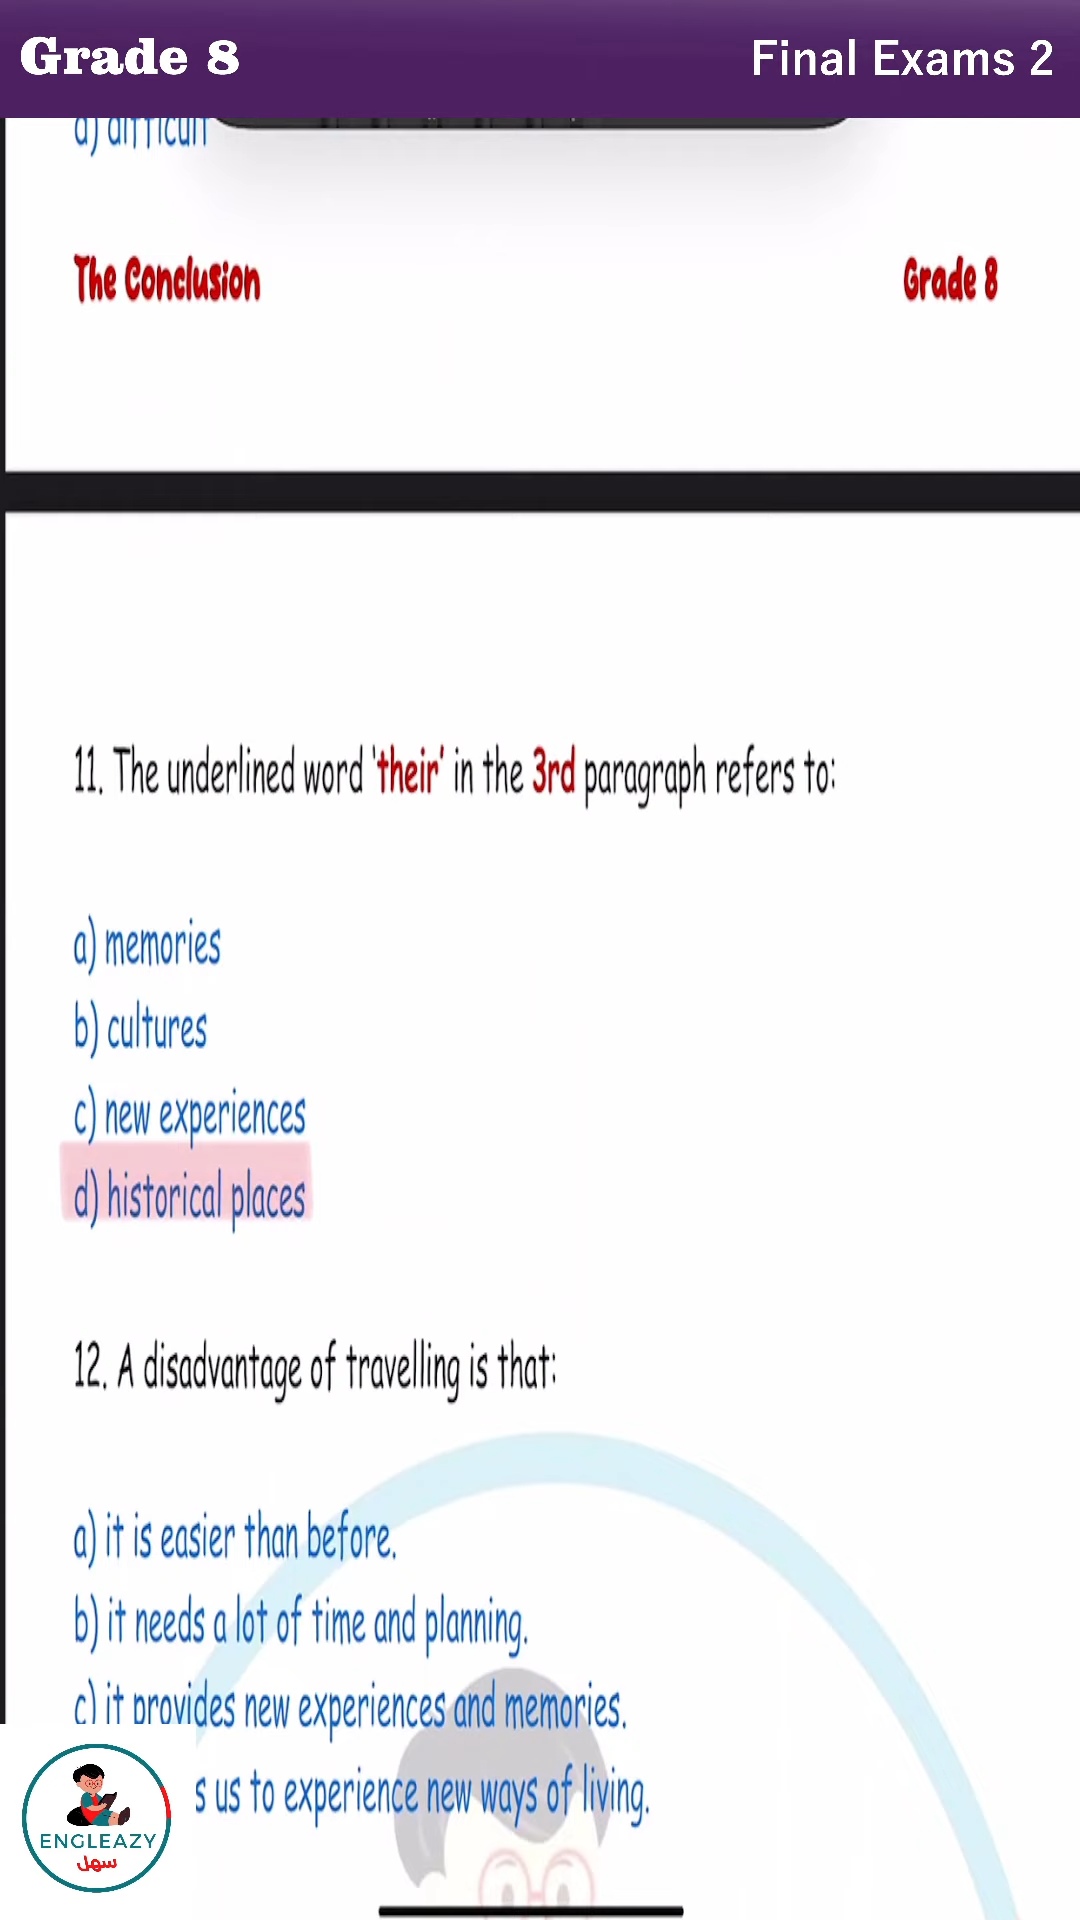 Grade 8
Final Exams 2
d) difficult
The Conclusion
Grade 8
11. The underlined word 'their' in the 3rd paragraph refers to:
a) memories
b) cultures
c) new experiences
d) historical places
12. A disadvantage of travelling is that:
a) it is easier than before.
b) it needs a lot of time and planning.
c) it provides new experiences and memories.
s us to experience new ways of living.
ENGLEAZY
سهل